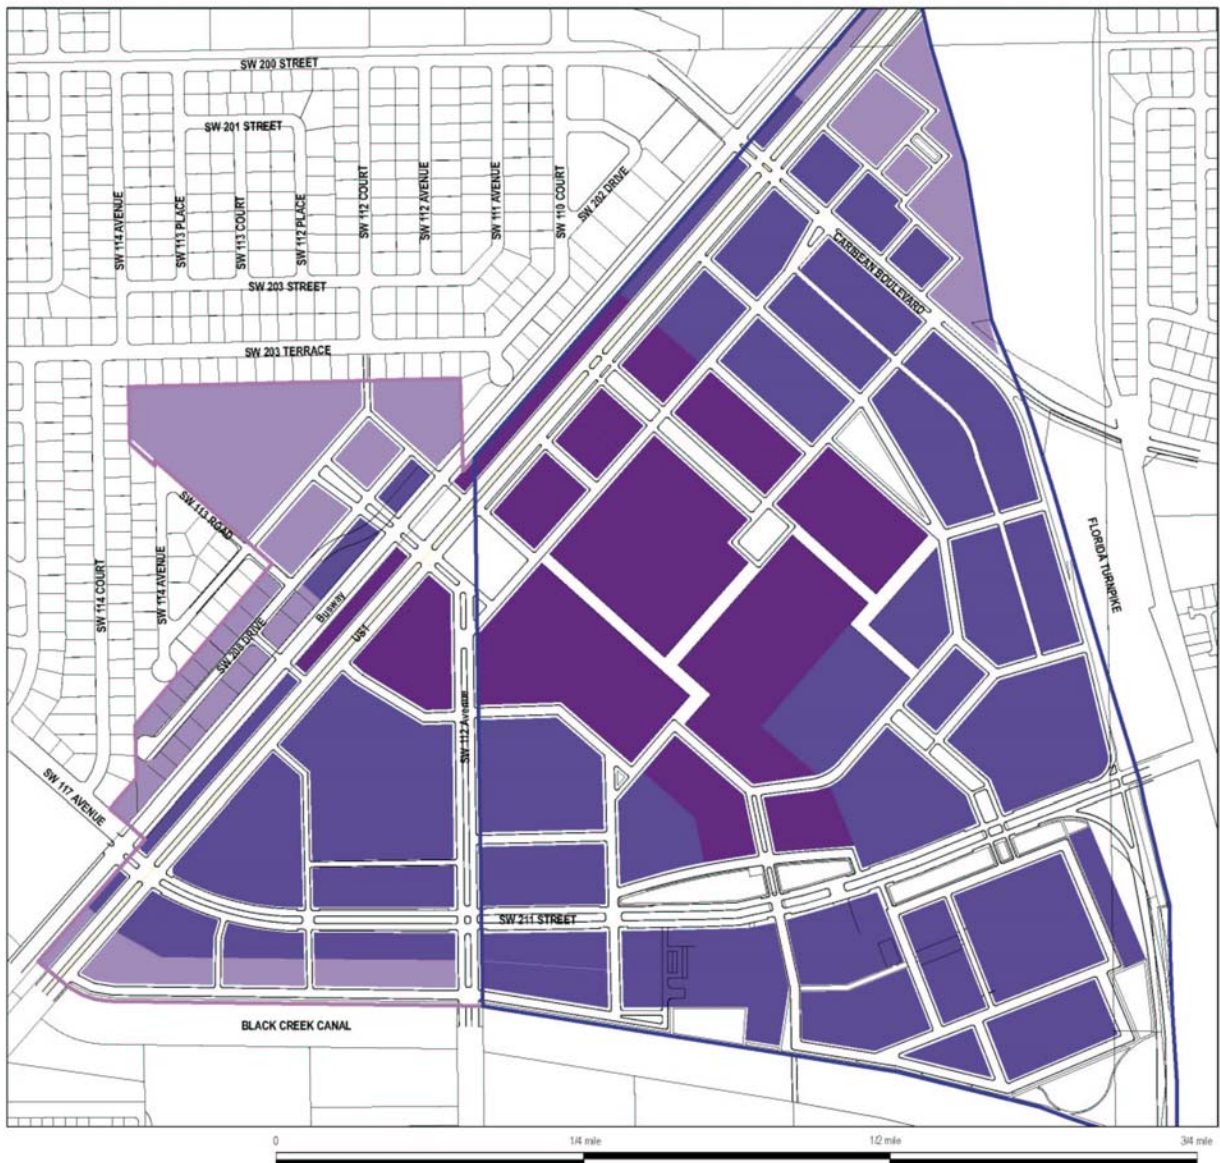 SW 200 STREET
SW 201 STREET
SW 114 AVENUE
SW 113 PLACE
SW 113 COURT
SW 112 PLACE
SW 112 COURT
SW 112 AVENUE
SW 111 AVENUE
SW 110 COURT
SW 202 DRIVE
CARIBEAN BOULEVARD
SW 203 STREET
SW 203 TERRACE
SW 113 ROAD
SW 114 COURT
SW 114 AVENUE
SW 208 DRIVE
Busway
US1
FLORIDA TURNPIKE
SW 112 Avenue
SW 117 AVENUE
SW 211 STREET
BLACK CREEK CANAL
0
1/4 mile
1/2 mile
3/4 mile